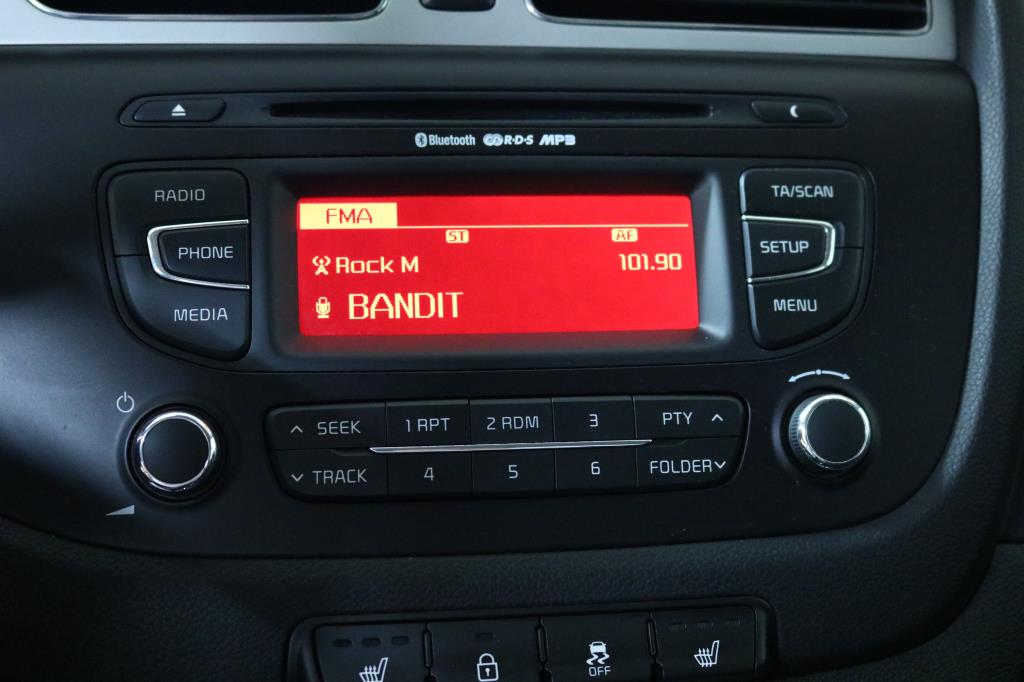 Bluetooth CD R·D·S MP3
RADIO
PHONE
MEDIA
FMA
ST AF
Rock M 101.90
BANDIT
TA/SCAN
SETUP
MENU
SEEK 1 RPT 2 RDM 3 PTY
TRACK 4 5 6 FOLDER
OFF